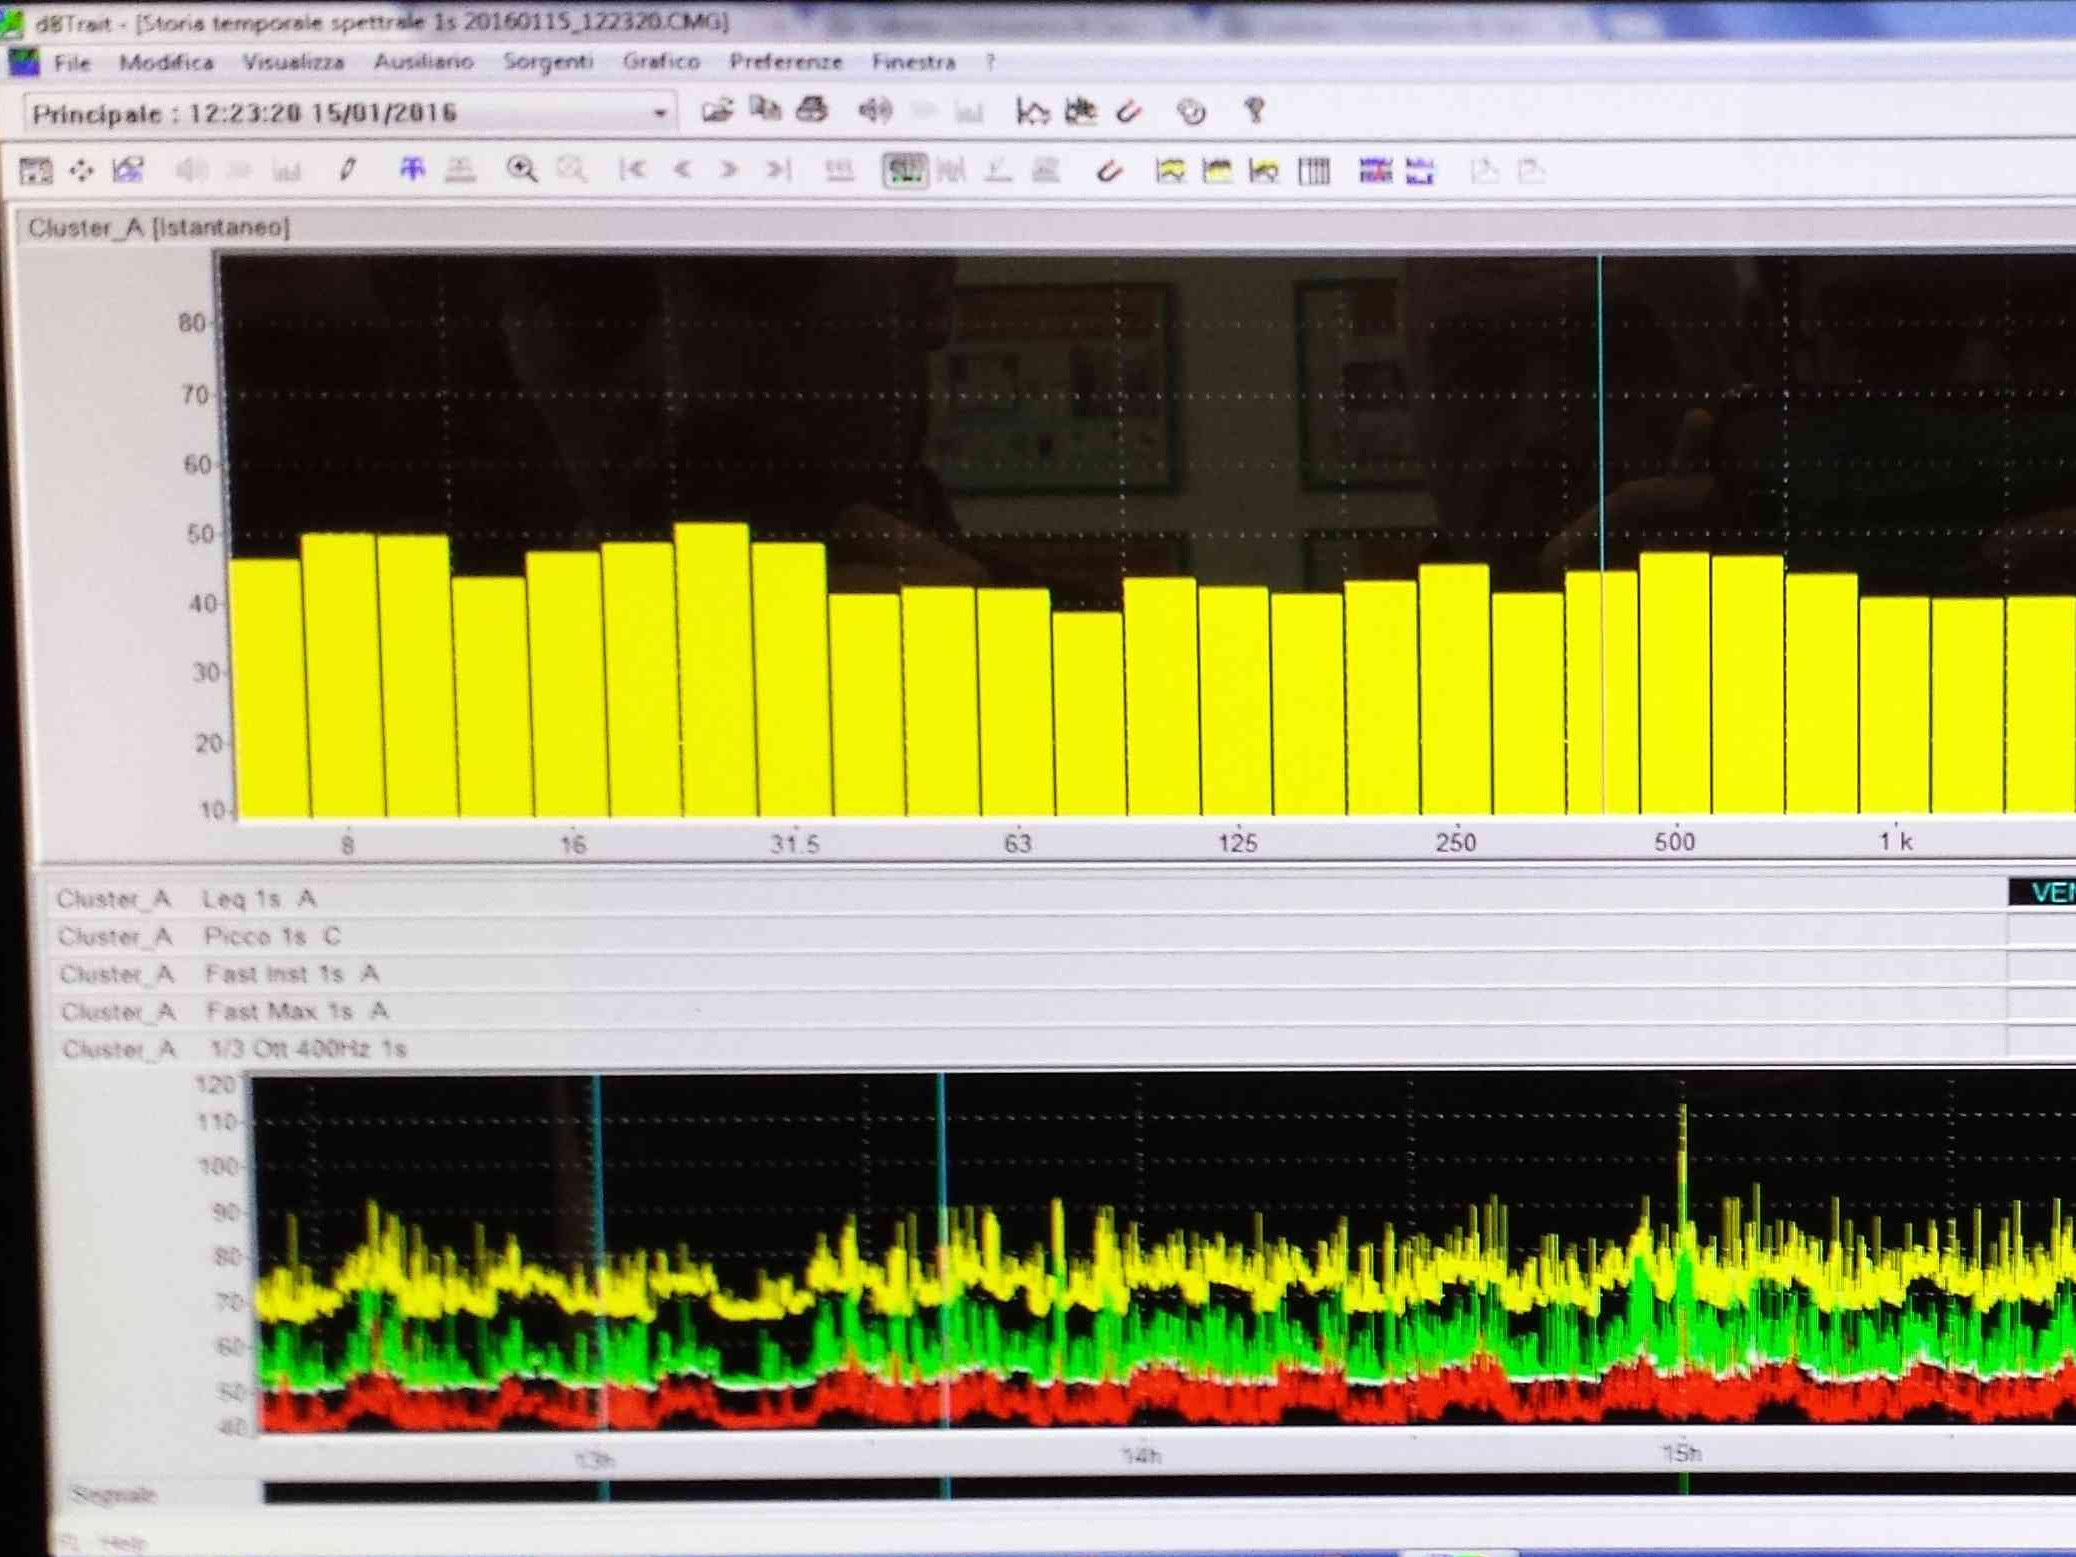 dBTrait - [Storia temporale spettrale 1s 20160115_122320.CMG]
File Modifica Visualizza Ausiliario Sorgenti Grafico Preferenze Finestra ?
Principale : 12:23:20 15/01/2016
Cluster_A [Istantaneo]
80
70
60
50
40
30
20
10
8 16 31.5 63 125 250 500 1 k
Cluster_A Leq 1s A
VEN
Cluster_A Picco 1s C
Cluster_A Fast Inst 1s A
Cluster_A Fast Max 1s A
Cluster_A 1/3 Ott 400Hz 1s
120
110
100
90
80
70
60
50
40
13h 14h 15h
Segnale
Help